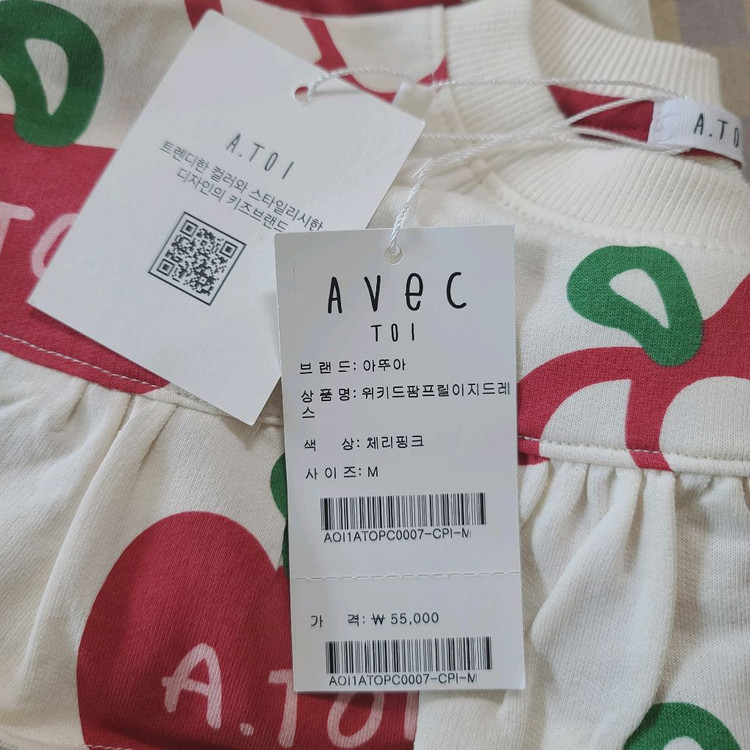 A.TOI
트렌디한 컬러와 스타일리시한
디자인의 키즈브랜드
A.TO
AVEC
TOI
브 랜 드: 아뚜아
상 품 명: 위키드팜프릴이지드레
스
색 상: 체리핑크
사 이 즈: M
AOI1ATOPC0007-CPI-M
가 격: ₩ 55,000
AOI1ATOPC0007-CPI-M
A.TOI